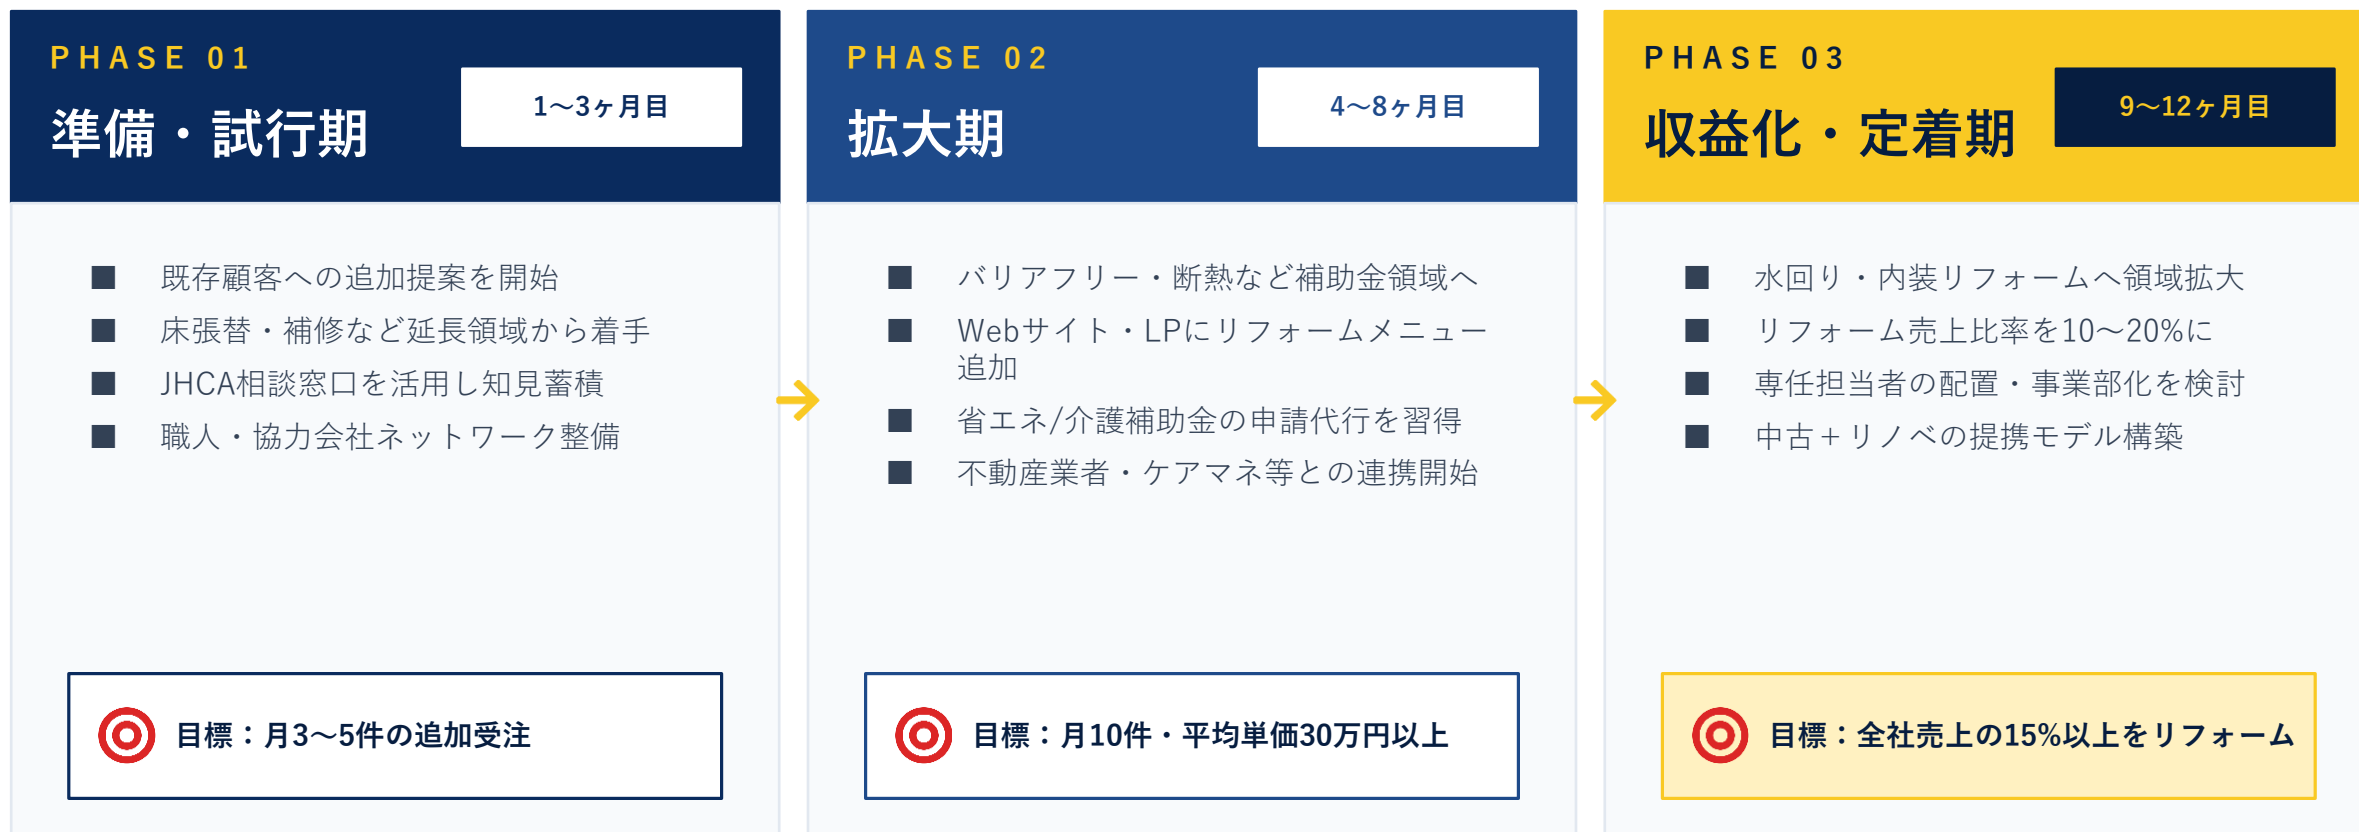 PHASE 01
準備・試行期
1〜3ヶ月目
■ 既存顧客への追加提案を開始
■ 床張替・補修など延長領域から着手
■ JHCA相談窓口を活用し知見蓄積
■ 職人・協力会社ネットワーク整備
目標：月3〜5件の追加受注
→
PHASE 02
拡大期
4〜8ヶ月目
■ バリアフリー・断熱など補助金領域へ
■ Webサイト・LPにリフォームメニュー
追加
■ 省エネ/介護補助金の申請代行を習得
■ 不動産業者・ケアマネ等との連携開始
目標：月10件・平均単価30万円以上
→
PHASE 03
収益化・定着期
9〜12ヶ月目
■ 水回り・内装リフォームへ領域拡大
■ リフォーム売上比率を10〜20%に
■ 専任担当者の配置・事業部化を検討
■ 中古＋リノベの提携モデル構築
目標：全社売上の15%以上をリフォーム